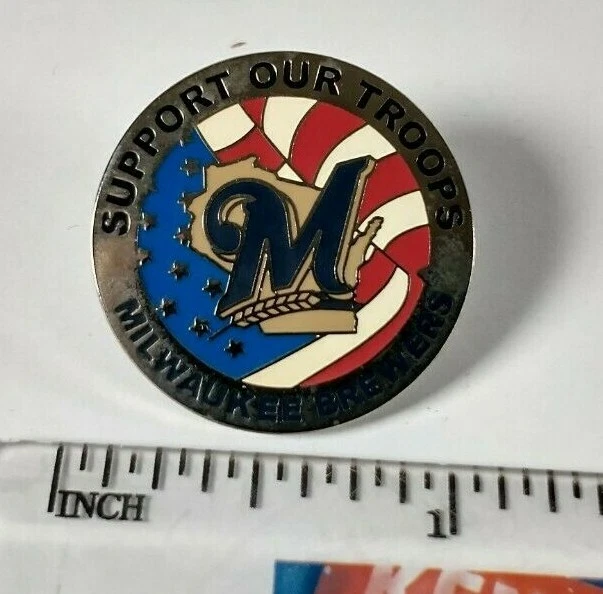 SUPPORT OUR TROOPS
M
MILWAUKEE BREWERS
INCH
1